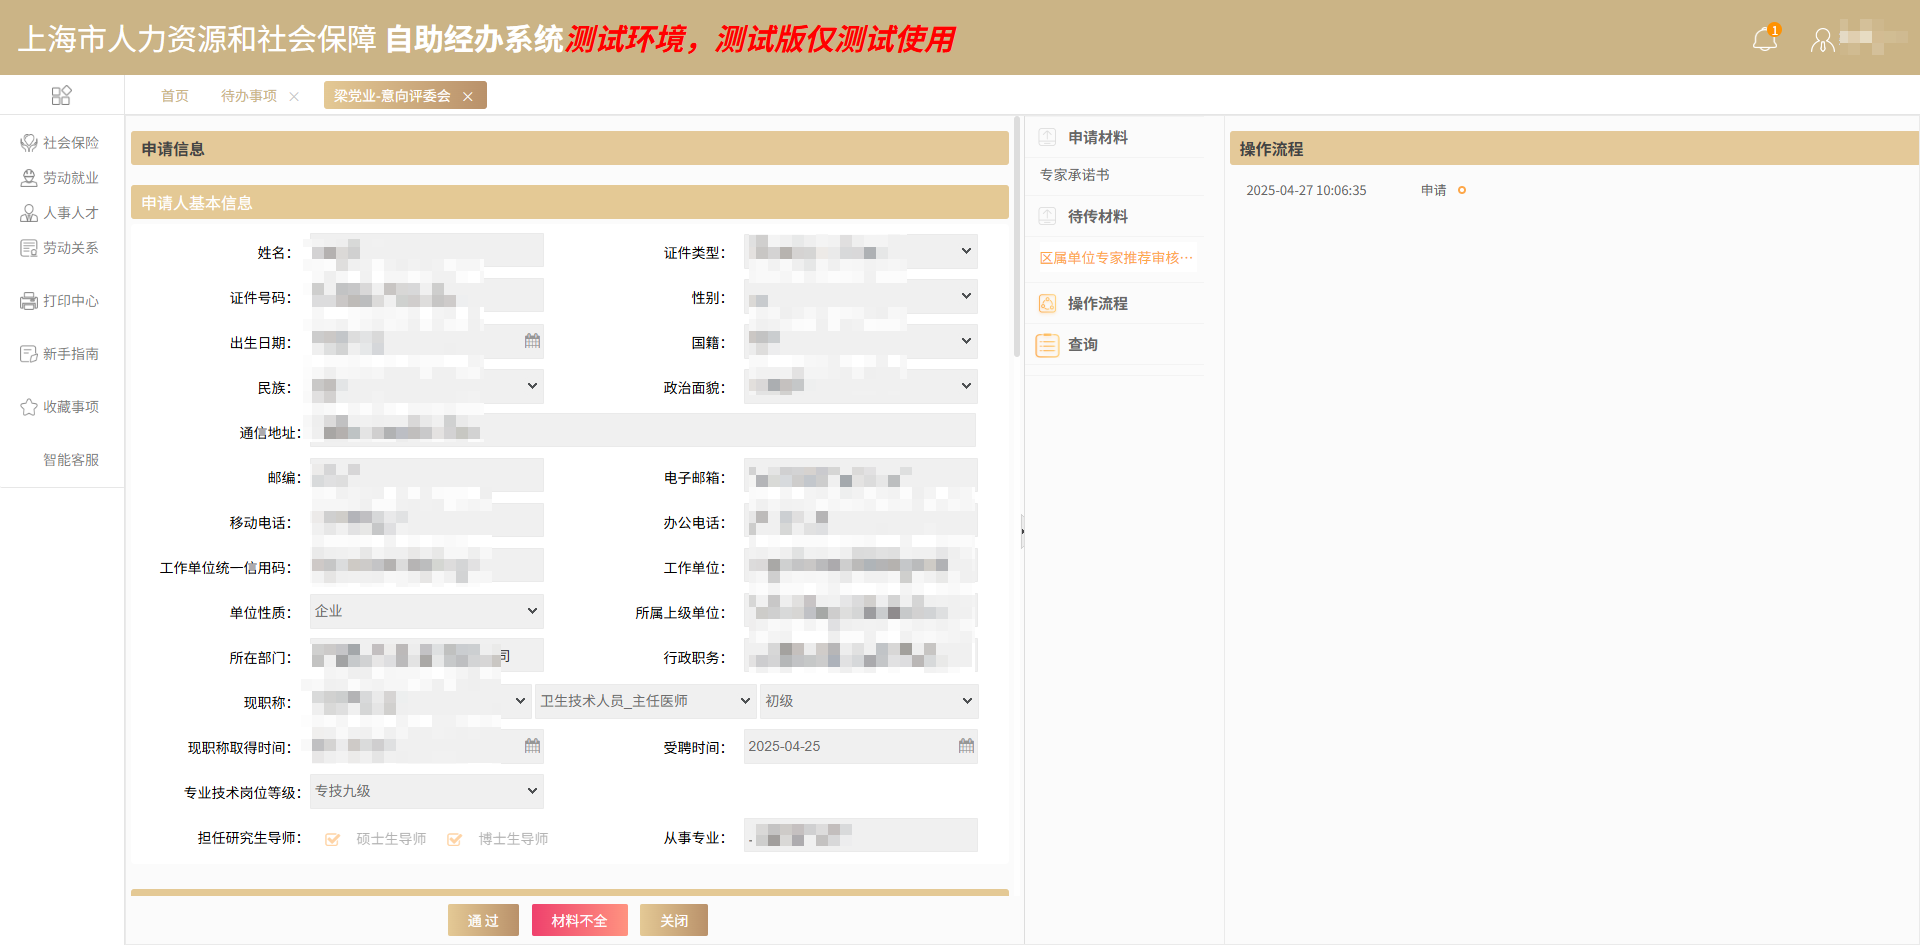 上海市人力资源和社会保障 自助经办系统测试环境，测试版仅测试使用
1
首页
待办事项
梁党业-意向评委会
社会保险
劳动就业
人事人才
劳动关系
打印中心
新手指南
收藏事项
智能客服
申请信息
申请人基本信息
姓名：
证件类型：
证件号码：
性别：
出生日期：
国籍：
民族：
政治面貌：
通信地址：
邮编：
电子邮箱：
移动电话：
办公电话：
工作单位统一信用码：
工作单位：
单位性质： 企业
所属上级单位：
所在部门： 司
行政职务：
现职称： 卫生技术人员_主任医师 初级
现职称取得时间：
受聘时间： 2025-04-25
专业技术岗位等级： 专技九级
担任研究生导师： 硕士生导师 博士生导师
从事专业：
通过 材料不全 关闭
申请材料
专家承诺书
待传材料
区属单位专家推荐审核…
操作流程
查询
操作流程
2025-04-27 10:06:35 申请